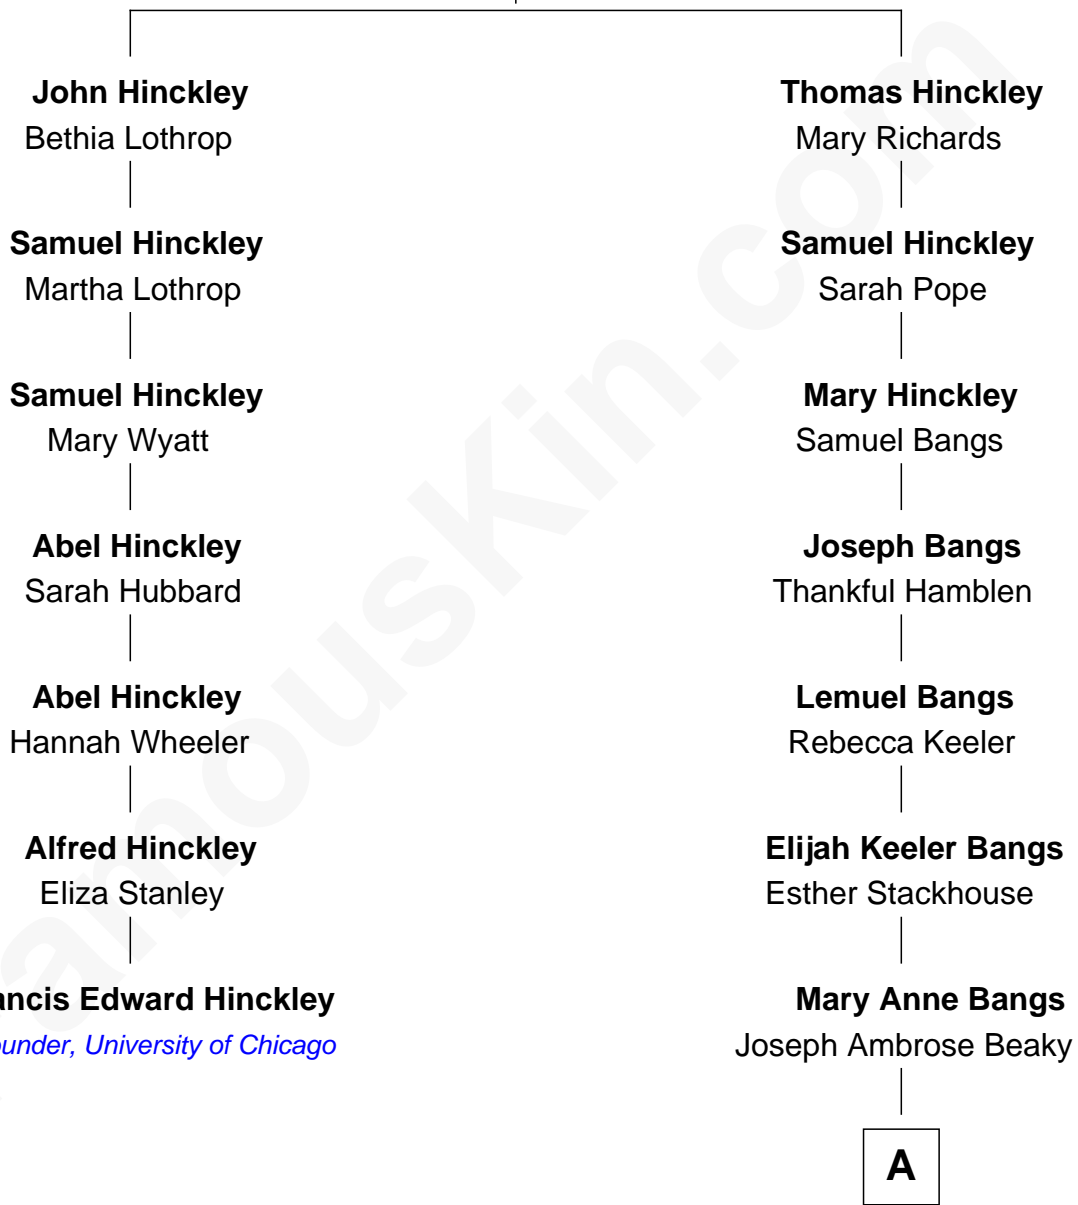 John Hinckley
Bethia Lothrop
Samuel Hinckley
Martha Lothrop
Samuel Hinckley
Mary Wyatt
Abel Hinckley
Sarah Hubbard
Abel Hinckley
Hannah Wheeler
Alfred Hinckley
Eliza Stanley
ancis Edward Hinckley
ounder, University of Chicago
Thomas Hinckley
Mary Richards
Samuel Hinckley
Sarah Pope
Mary Hinckley
Samuel Bangs
Joseph Bangs
Thankful Hamblen
Lemuel Bangs
Rebecca Keeler
Elijah Keeler Bangs
Esther Stackhouse
Mary Anne Bangs
Joseph Ambrose Beaky
A
amousKin.com